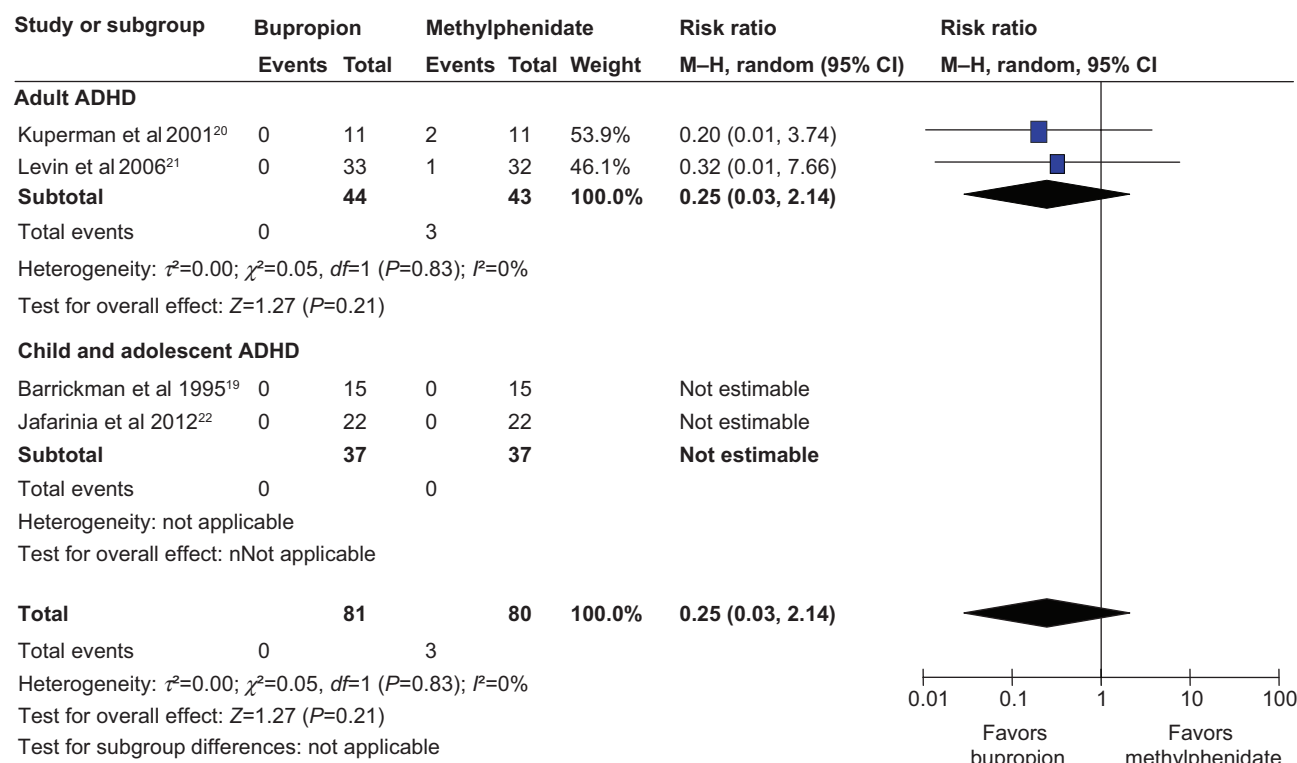 Study or subgroup Bupropion Methylphenidate Risk ratio Risk ratio
Events Total Events Total Weight M–H, random (95% CI) M–H, random, 95% CI
Adult ADHD
Kuperman et al 2001²⁰ 0 11 2 11 53.9% 0.20 (0.01, 3.74)
Levin et al 2006²¹ 0 33 1 32 46.1% 0.32 (0.01, 7.66)
Subtotal 44 43 100.0% 0.25 (0.03, 2.14)
Total events 0 3
Heterogeneity: τ²=0.00; χ²=0.05, df=1 (P=0.83); I²=0%
Test for overall effect: Z=1.27 (P=0.21)
Child and adolescent ADHD
Barrickman et al 1995¹⁹ 0 15 0 15 Not estimable
Jafarinia et al 2012²² 0 22 0 22 Not estimable
Subtotal 37 37 Not estimable
Total events 0 0
Heterogeneity: not applicable
Test for overall effect: nNot applicable
Total 81 80 100.0% 0.25 (0.03, 2.14)
Total events 0 3
Heterogeneity: τ²=0.00; χ²=0.05, df=1 (P=0.83); I²=0%
Test for overall effect: Z=1.27 (P=0.21)
Test for subgroup differences: not applicable
0.01 0.1 1 10 100
Favors Favors
bupropion methylphenidate